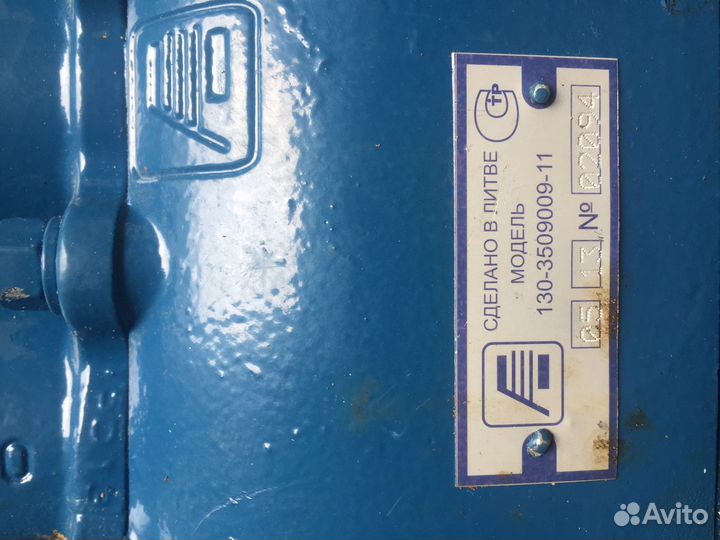 СДЕЛАНО В ЛИТВЕ
МОДЕЛЬ
130-3509009-11
05 13 № 02094
Avito